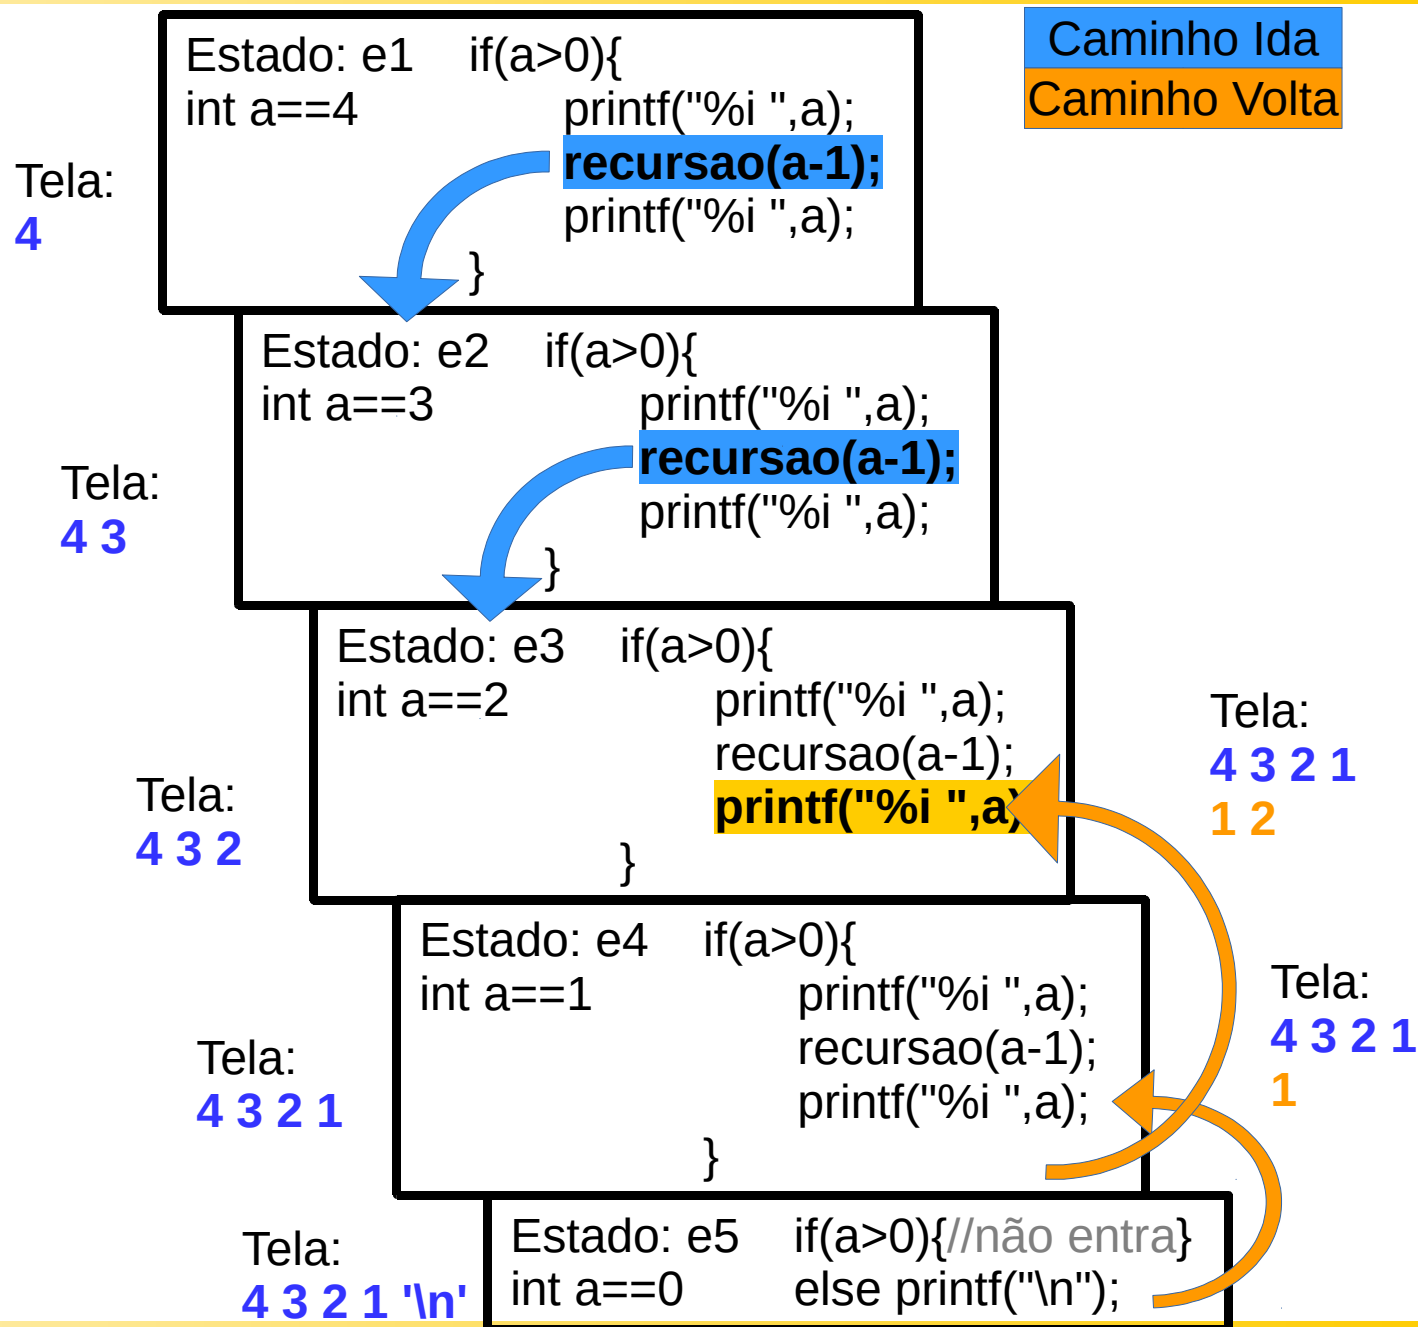 Caminho Ida
Caminho Volta
Estado: e1 if(a>0){
int a==4 printf("%i ",a);
recursao(a-1);
printf("%i ",a);
}
Tela:
4
Estado: e2 if(a>0){
int a==3 printf("%i ",a);
recursao(a-1);
printf("%i ",a);
}
Tela:
4 3
Estado: e3 if(a>0){
int a==2 printf("%i ",a);
recursao(a-1);
printf("%i ",a)
}
Tela:
4 3 2
Tela:
4 3 2 1
1 2
Estado: e4 if(a>0){
int a==1 printf("%i ",a);
recursao(a-1);
printf("%i ",a);
}
Tela:
4 3 2 1
Tela:
4 3 2 1
1
Estado: e5 if(a>0){//não entra}
int a==0 else printf("\n");
Tela:
4 3 2 1 '\n'